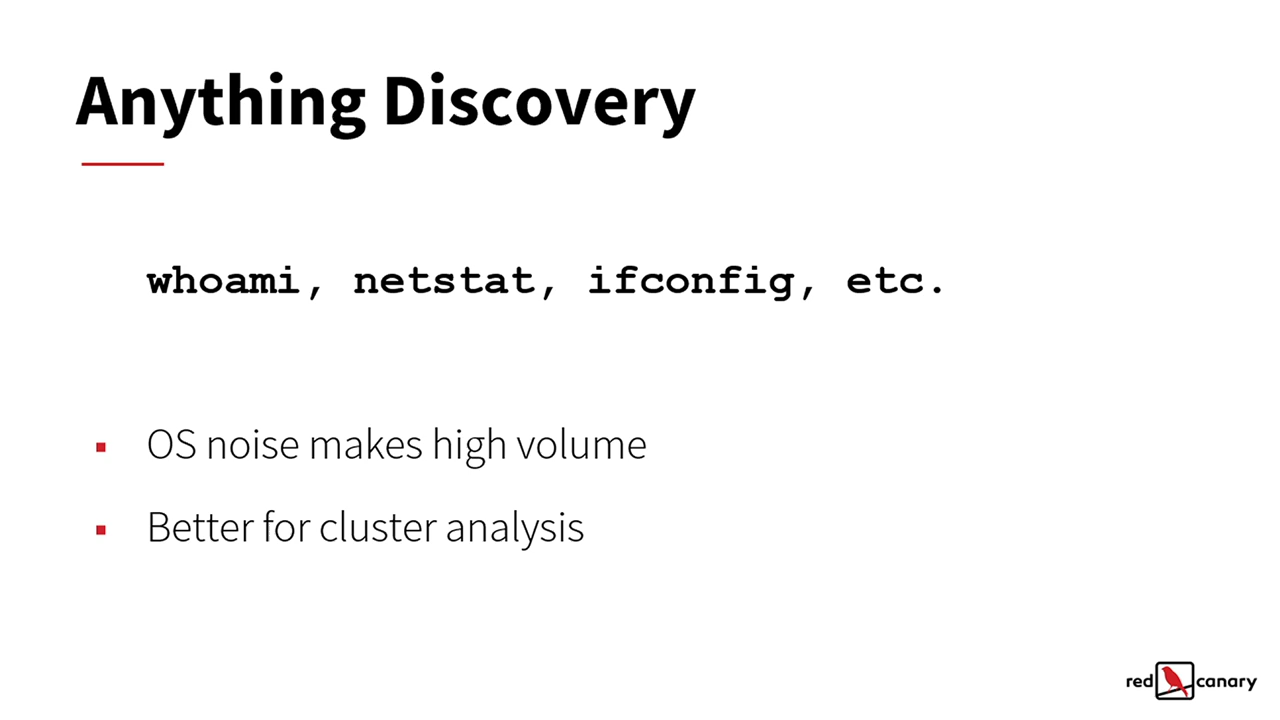 Anything Discovery
whoami, netstat, ifconfig, etc.
OS noise makes high volume
Better for cluster analysis
red canary